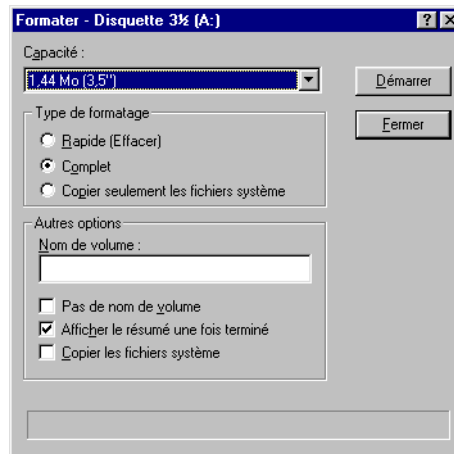 Formater - Disquette 3½ (A:)
Capacité :
1,44 Mo (3,5")
Démarrer
Type de formatage
Fermer
Rapide (Effacer)
Complet
Copier seulement les fichiers système
Autres options
Nom de volume :
Pas de nom de volume
Afficher le résumé une fois terminé
Copier les fichiers système